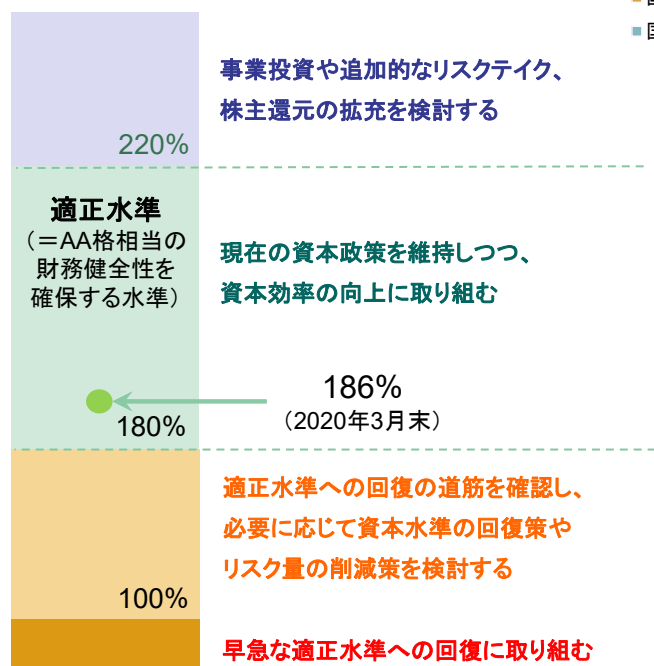 事業投資や追加的なリスクテイク、
株主還元の拡充を検討する
220%
適正水準
（＝AA格相当の
財務健全性を
確保する水準）
現在の資本政策を維持しつつ、
資本効率の向上に取り組む
186%
（2020年3月末）
180%
適正水準への回復の道筋を確認し、
必要に応じて資本水準の回復策や
リスク量の削減策を検討する
100%
早急な適正水準への回復に取り組む